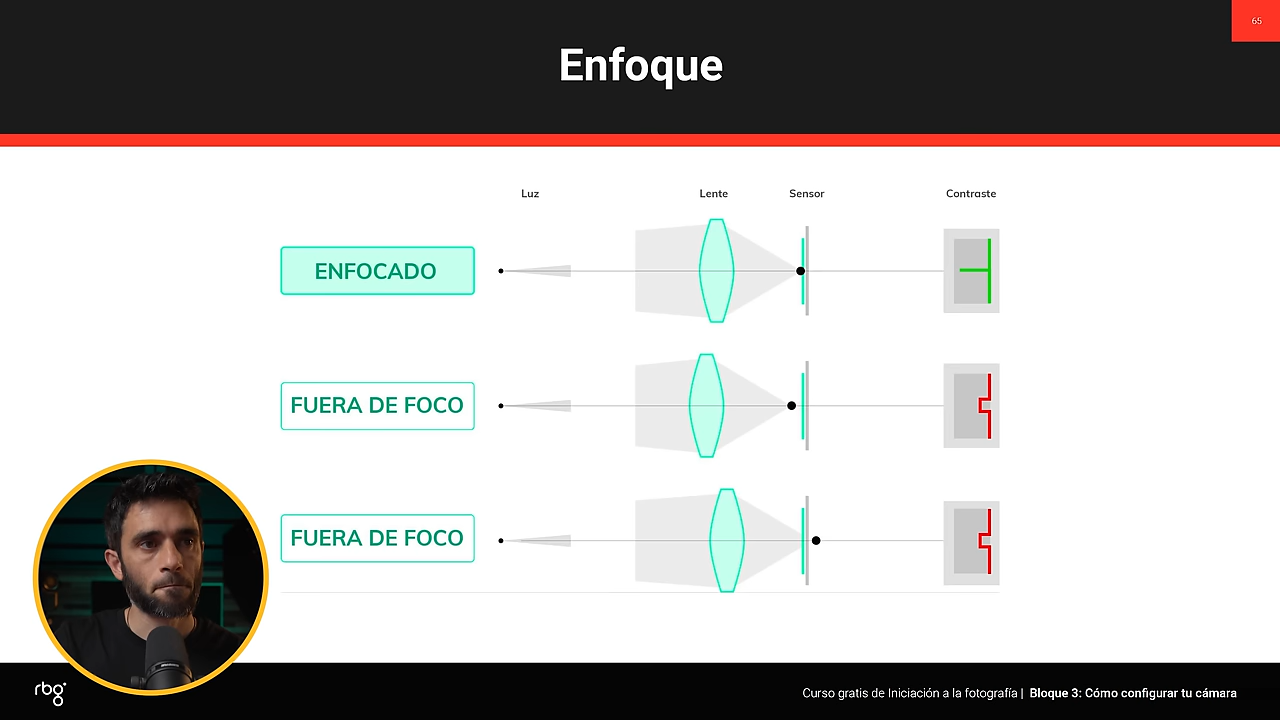 65
Enfoque
Luz
Lente
Sensor
Contraste
ENFOCADO
FUERA DE FOCO
FUERA DE FOCO
rbg
Curso gratis de Iniciación a la fotografía | Bloque 3: Cómo configurar tu cámara